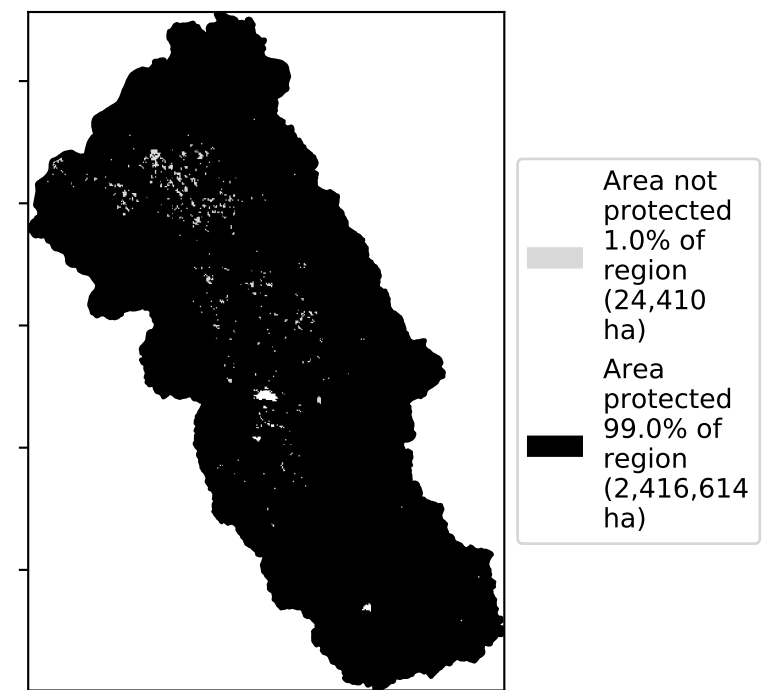 Area not
protected
1.0% of
region
(24,410
ha)
Area
protected
99.0% of
region
(2,416,614
ha)